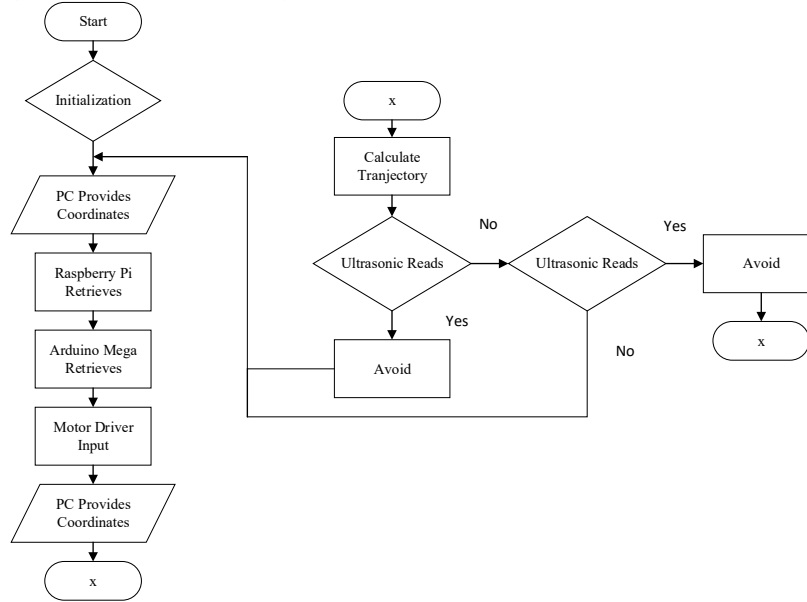 Start
Initialization
PC Provides
Coordinates
Raspberry Pi
Retrieves
Arduino Mega
Retrieves
Motor Driver
Input
PC Provides
Coordinates
x
x
Calculate
Tranjectory
Ultrasonic Reads
No
Yes
Avoid
Ultrasonic Reads
Yes
No
Avoid
x